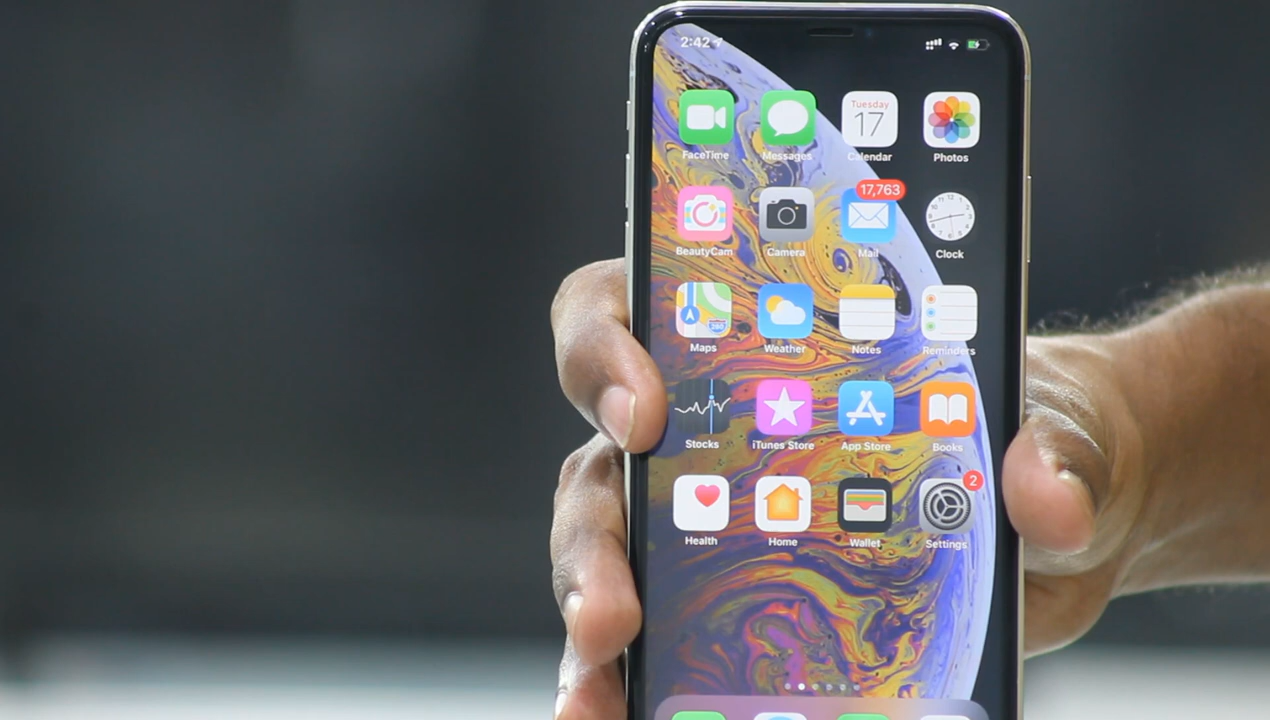 2:42
Tuesday
17
FaceTime Messages Calendar Photos
17,763
BeautyCam Camera Mail Clock
280
Maps Weather Notes Reminders
Stocks iTunes Store App Store Books
2
Health Home Wallet Settings